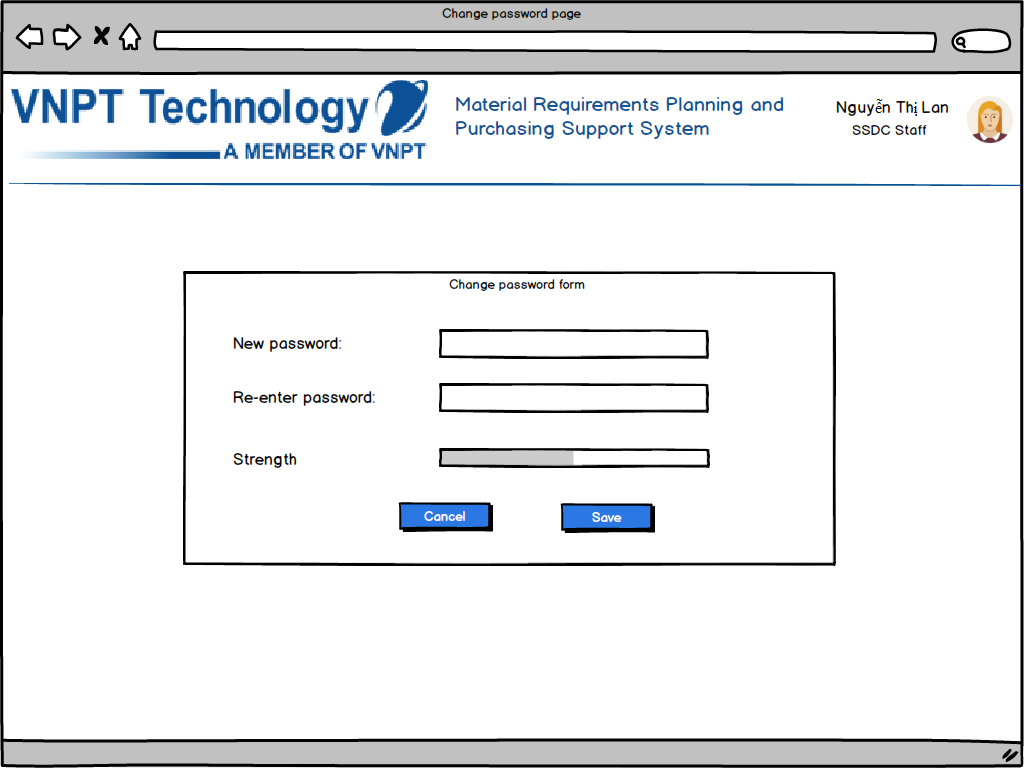 Change password page
VNPT Technology
A MEMBER OF VNPT
Material Requirements Planning and
Purchasing Support System
Nguyễn Thị Lan
SSDC Staff
Change password form
New password:
Re-enter password:
Strength
Cancel
Save